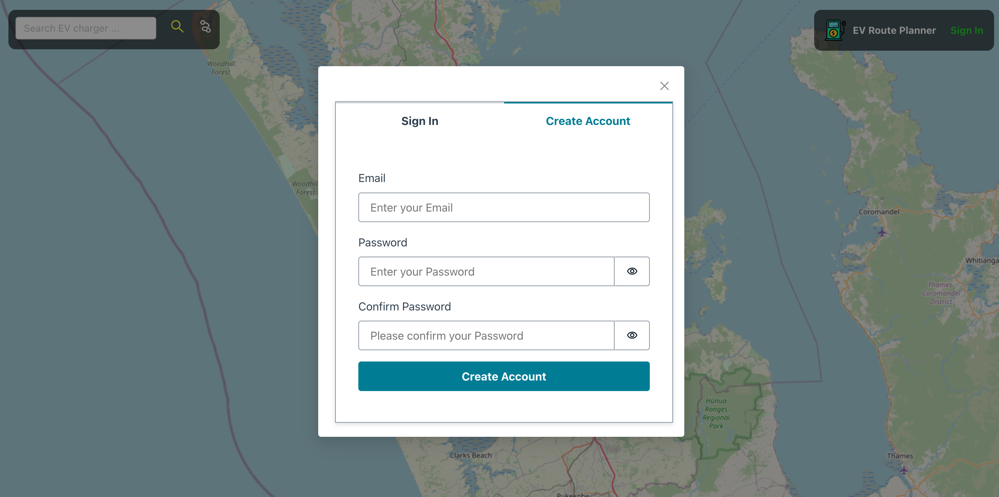 Search EV charger ...
EV Route Planner
Sign In
Woodhill
Forest
Sign In
Create Account
Email
Enter your Email
Password
Enter your Password
Confirm Password
Please confirm your Password
Create Account
Woodhill
Forest
Coromandel
Whitianga
Thames-
Coromandel
District
Hūnua
Ranges
Regional
Park
Clarks Beach
Thames
Pukekohe